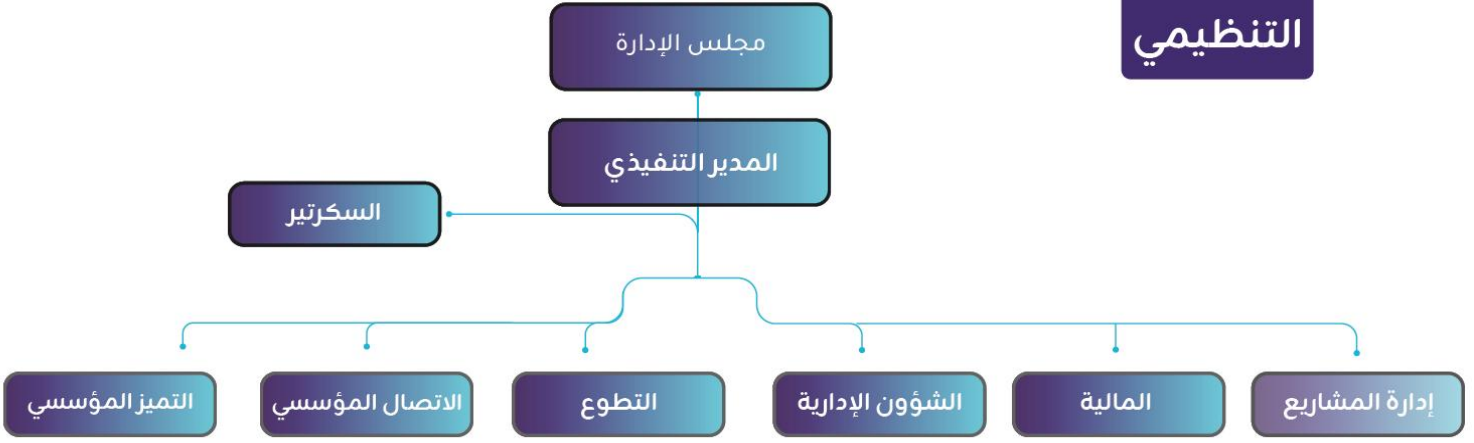 التنظيمي
مجلس الإدارة
المدير التنفيذي
السكرتير
إدارة المشاريع
المالية
الشؤون الإدارية
التطوع
الاتصال المؤسسي
التميز المؤسسي